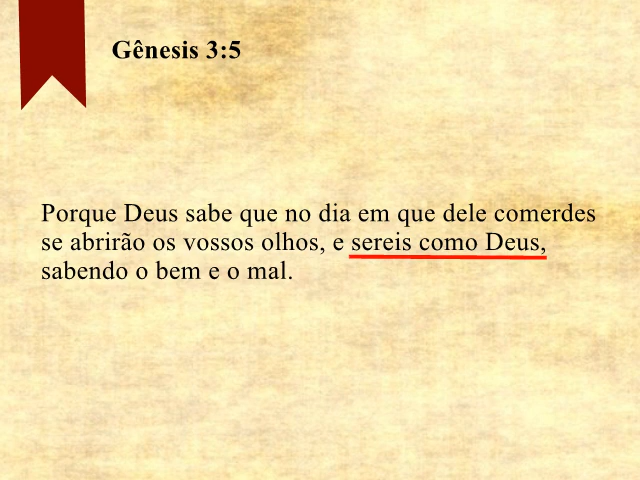 Gênesis 3:5
Porque Deus sabe que no dia em que dele comerdes
se abrirão os vossos olhos, e sereis como Deus,
sabendo o bem e o mal.